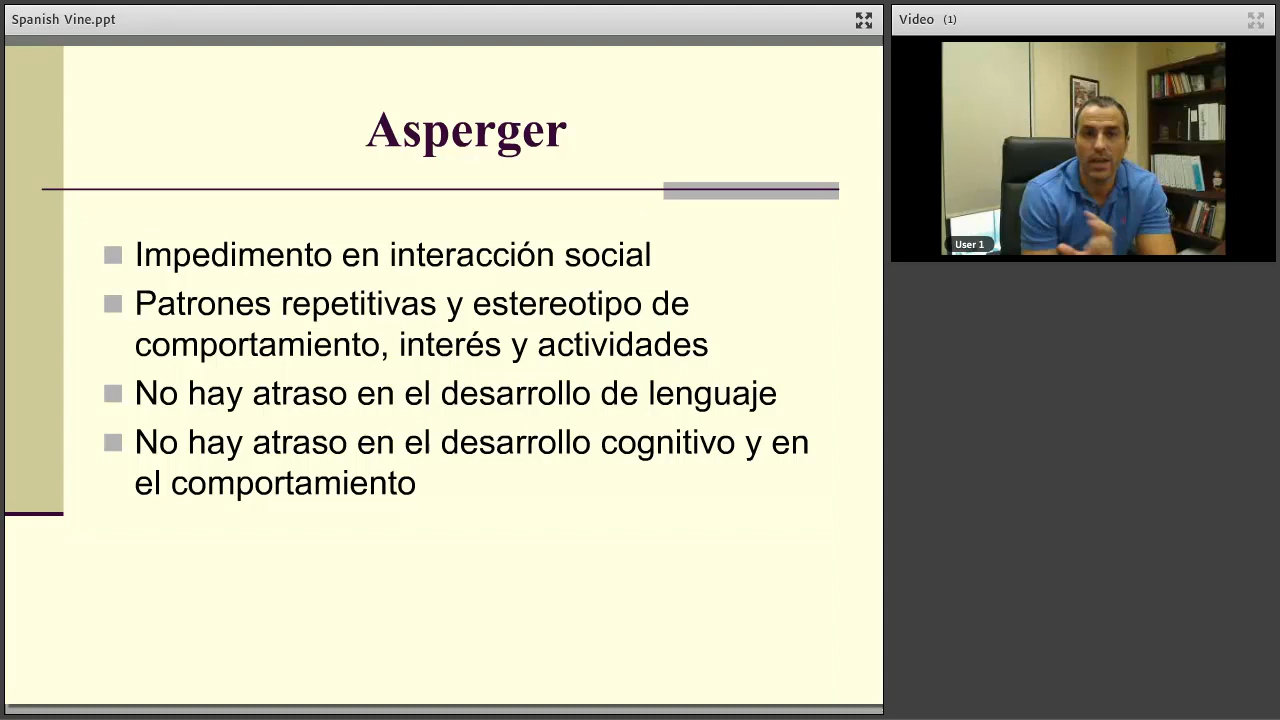 Spanish Vine.ppt
Video (1)
Asperger
Impedimento en interacción social
Patrones repetitivas y estereotipo de
comportamiento, interés y actividades
No hay atraso en el desarrollo de lenguaje
No hay atraso en el desarrollo cognitivo y en
el comportamiento
User 1